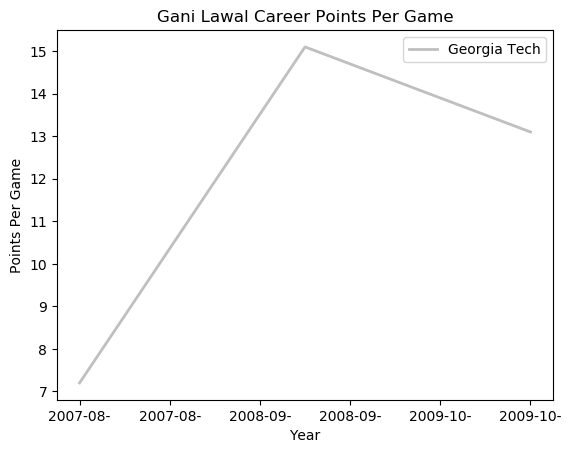 Gani Lawal Career Points Per Game
Georgia Tech
Points Per Game
15
14
13
12
11
10
9
8
7
2007-08- 2007-08- 2008-09- 2008-09- 2009-10- 2009-10-
Year